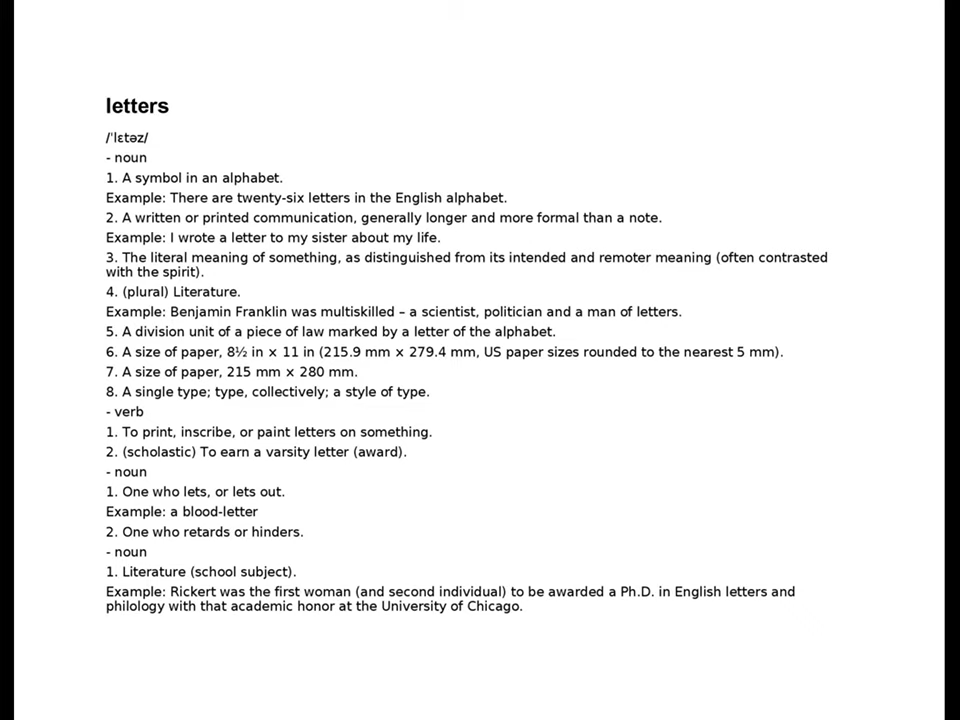 letters
/ˈlɛtəz/
- noun
1. A symbol in an alphabet.
Example: There are twenty-six letters in the English alphabet.
2. A written or printed communication, generally longer and more formal than a note.
Example: I wrote a letter to my sister about my life.
3. The literal meaning of something, as distinguished from its intended and remoter meaning (often contrasted
with the spirit).
4. (plural) Literature.
Example: Benjamin Franklin was multiskilled – a scientist, politician and a man of letters.
5. A division unit of a piece of law marked by a letter of the alphabet.
6. A size of paper, 8½ in × 11 in (215.9 mm × 279.4 mm, US paper sizes rounded to the nearest 5 mm).
7. A size of paper, 215 mm × 280 mm.
8. A single type; type, collectively; a style of type.
- verb
1. To print, inscribe, or paint letters on something.
2. (scholastic) To earn a varsity letter (award).
- noun
1. One who lets, or lets out.
Example: a blood-letter
2. One who retards or hinders.
- noun
1. Literature (school subject).
Example: Rickert was the first woman (and second individual) to be awarded a Ph.D. in English letters and
philology with that academic honor at the University of Chicago.